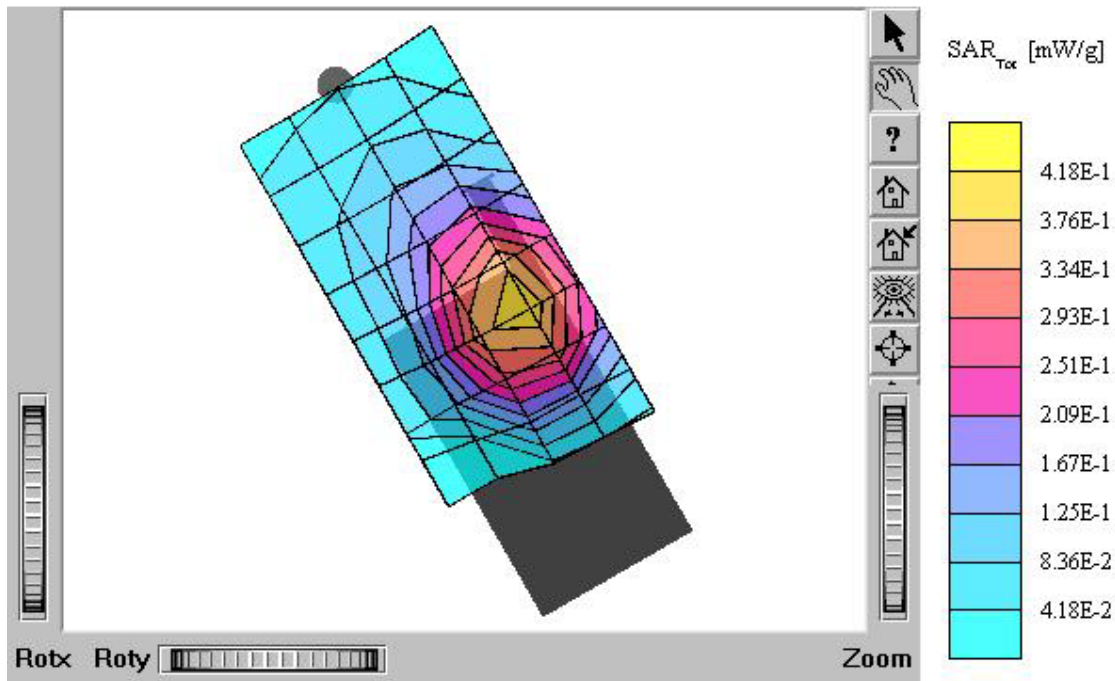 SAR Tot [mW/g]
?
4.18E-1
3.76E-1
3.34E-1
2.93E-1
2.51E-1
2.09E-1
1.67E-1
1.25E-1
8.36E-2
4.18E-2
Rotx Roty Zoom